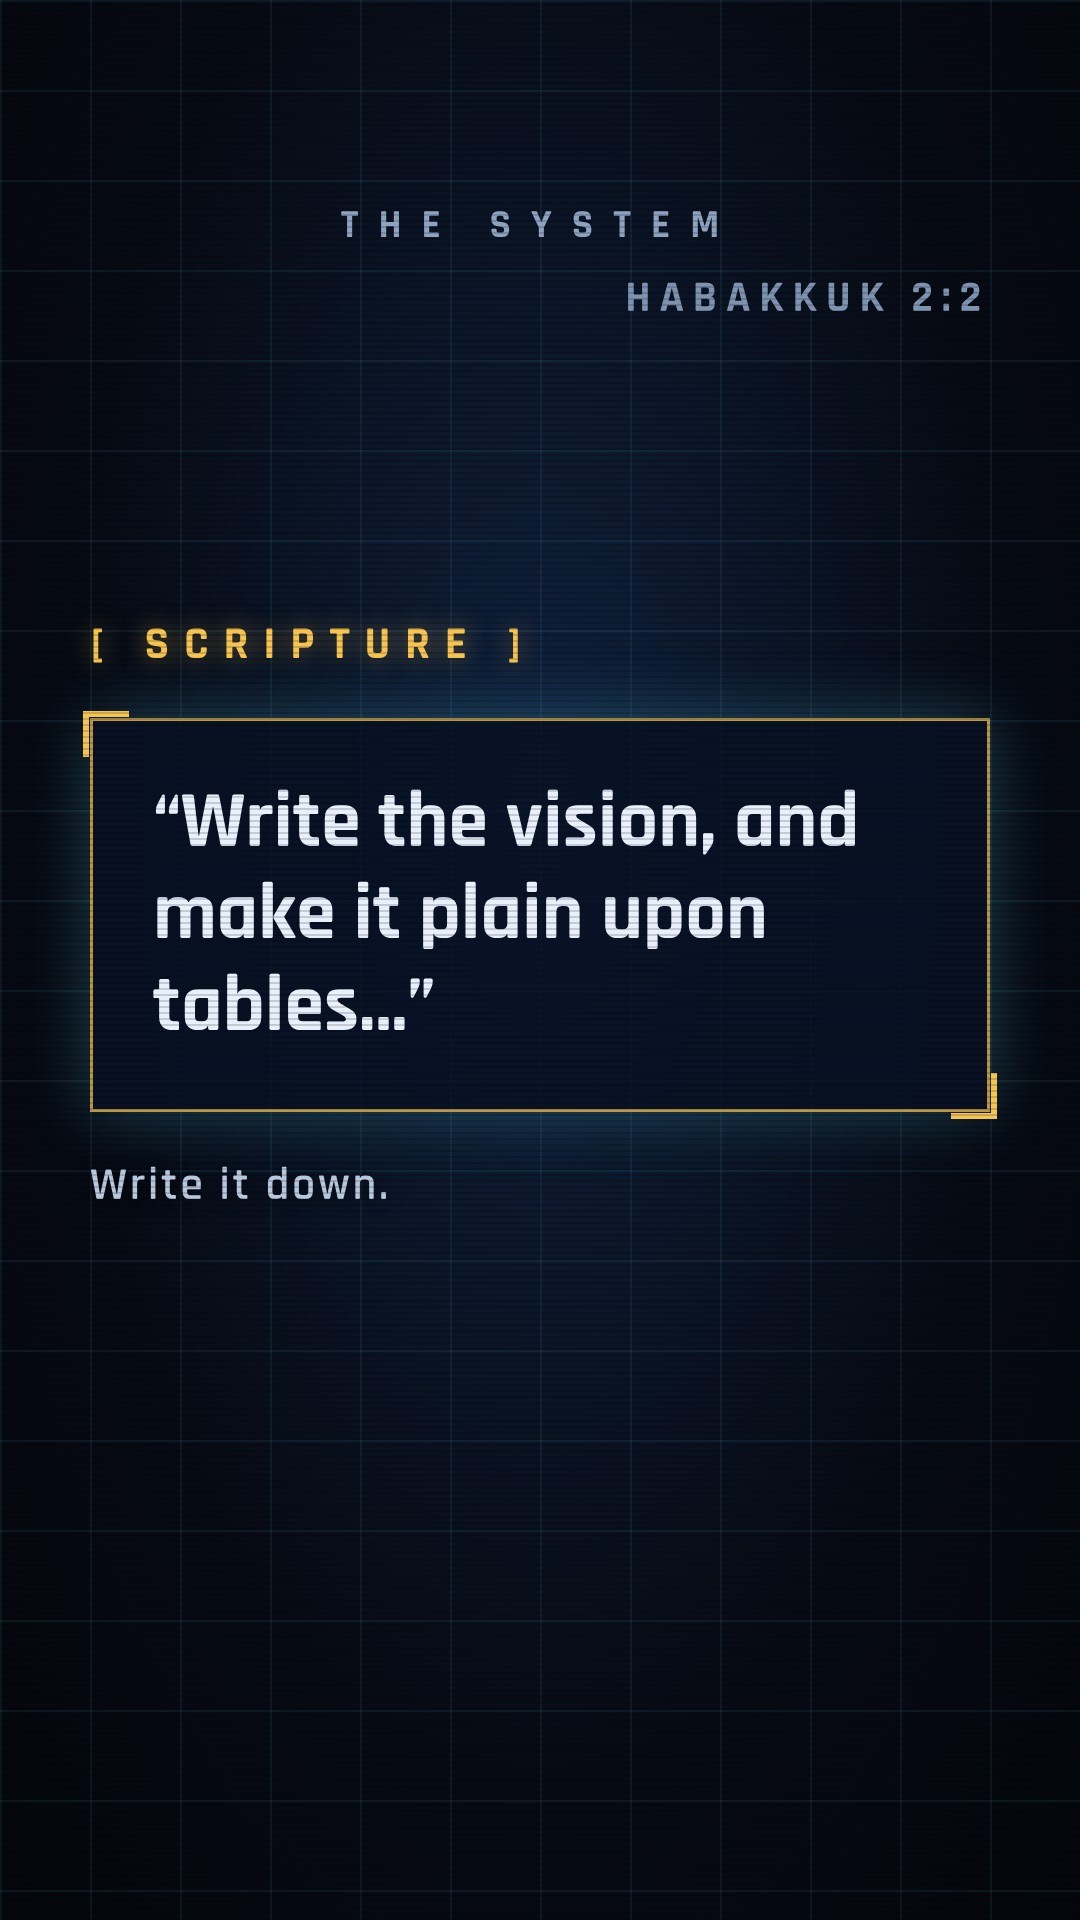 THE SYSTEM
HABAKKUK 2:2
[ SCRIPTURE ]
“Write the vision, and
make it plain upon
tables...”
Write it down.